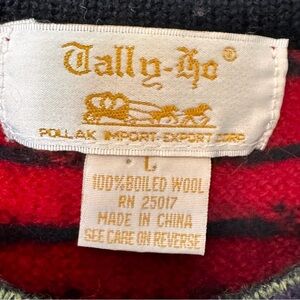 Tally-Ho®
POLLAK IMPORT-EXPORT CORP
L
100% BOILED WOOL
RN 25017
MADE IN CHINA
SEE CARE ON REVERSE